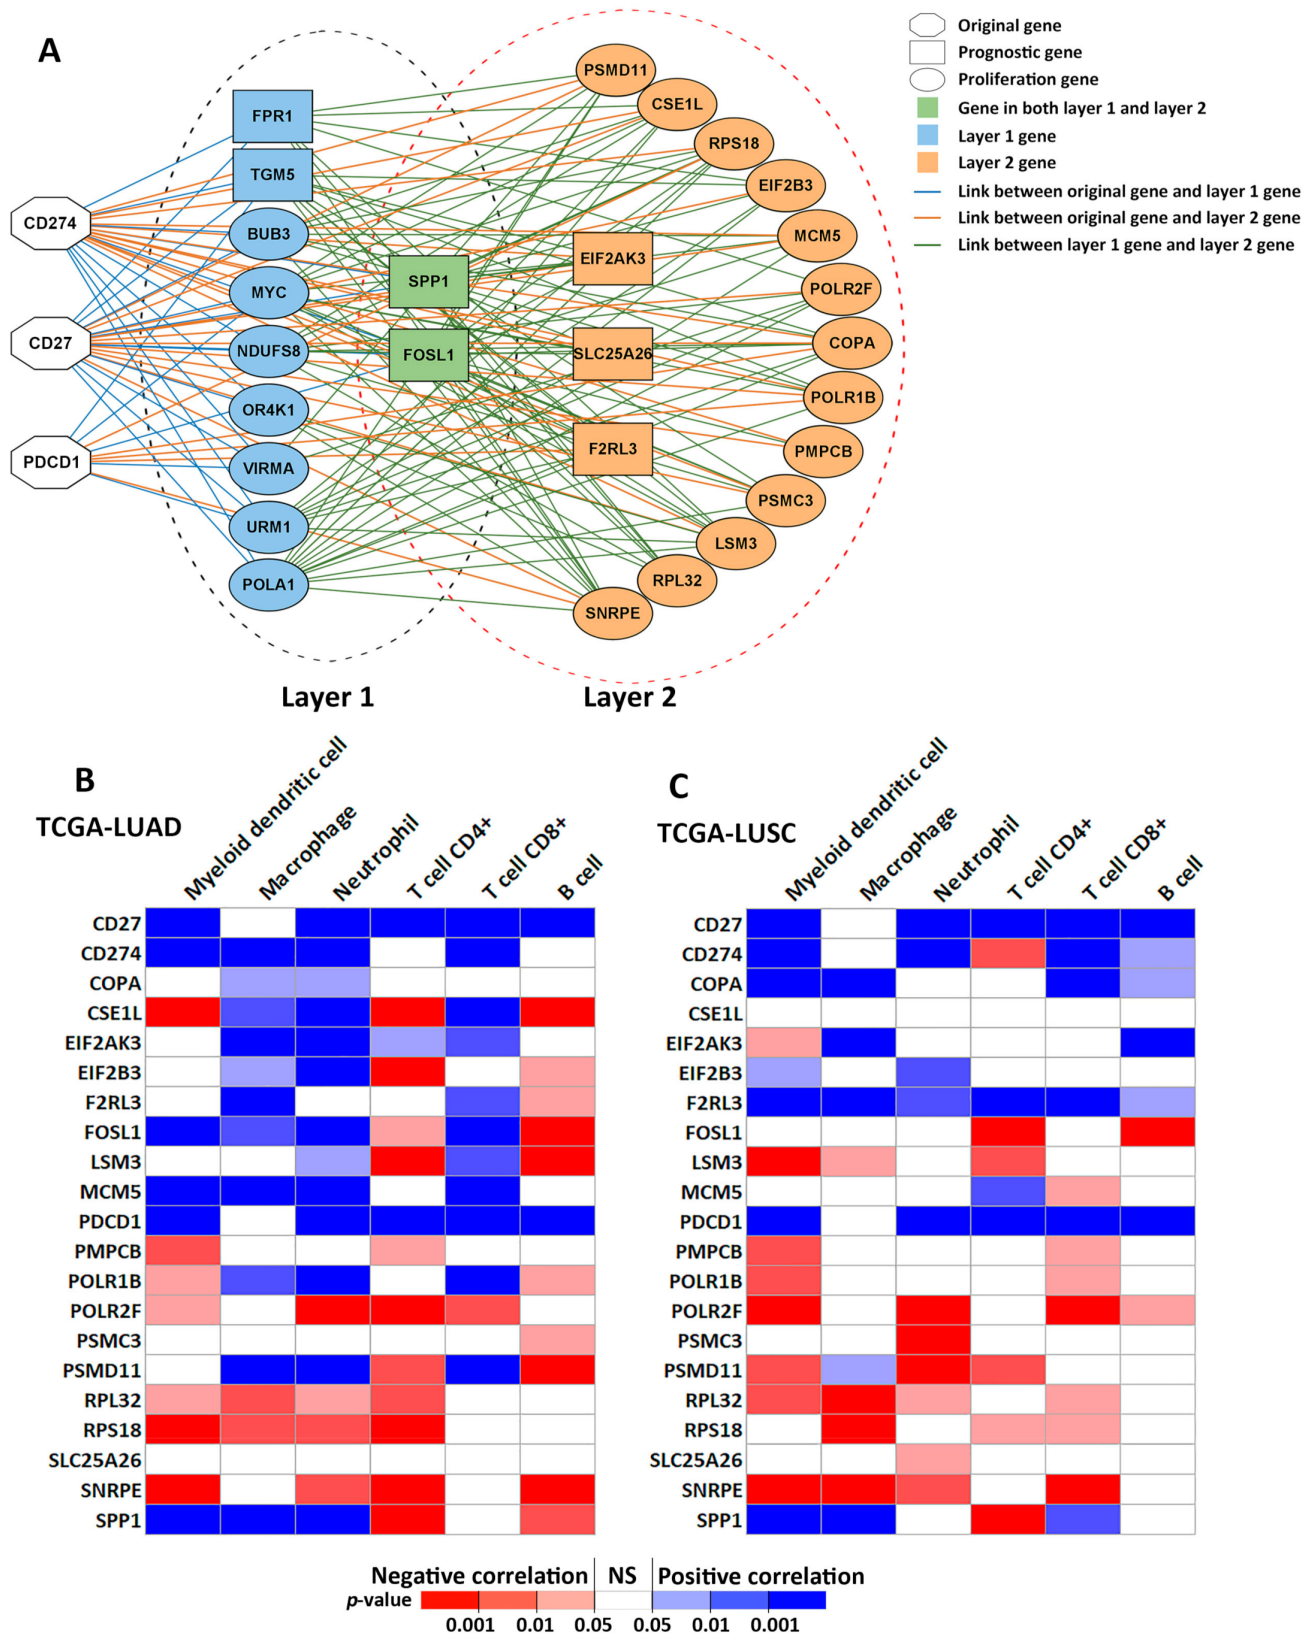 A
Original gene
Prognostic gene
Proliferation gene
Gene in both layer 1 and layer 2
Layer 1 gene
Layer 2 gene
Link between original gene and layer 1 gene
Link between original gene and layer 2 gene
Link between layer 1 gene and layer 2 gene
CD274
CD27
PDCD1
FPR1
TGM5
BUB3
MYC
NDUFS8
OR4K1
VIRMA
URM1
POLA1
SPP1
FOSL1
EIF2AK3
SLC25A26
F2RL3
PSMD11
CSE1L
RPS18
EIF2B3
MCM5
POLR2F
COPA
POLR1B
PMPCB
PSMC3
LSM3
RPL32
SNRPE
Layer 1
Layer 2
B
TCGA-LUAD
Myeloid dendritic cell
Macrophage
Neutrophil
T cell CD4+
T cell CD8+
B cell
CD27
CD274
COPA
CSE1L
EIF2AK3
EIF2B3
F2RL3
FOSL1
LSM3
MCM5
PDCD1
PMPCB
POLR1B
POLR2F
PSMC3
PSMD11
RPL32
RPS18
SLC25A26
SNRPE
SPP1
C
TCGA-LUSC
Myeloid dendritic cell
Macrophage
Neutrophil
T cell CD4+
T cell CD8+
B cell
CD27
CD274
COPA
CSE1L
EIF2AK3
EIF2B3
F2RL3
FOSL1
LSM3
MCM5
PDCD1
PMPCB
POLR1B
POLR2F
PSMC3
PSMD11
RPL32
RPS18
SLC25A26
SNRPE
SPP1
Negative correlation NS Positive correlation
p-value
0.001 0.01 0.05 0.05 0.01 0.001